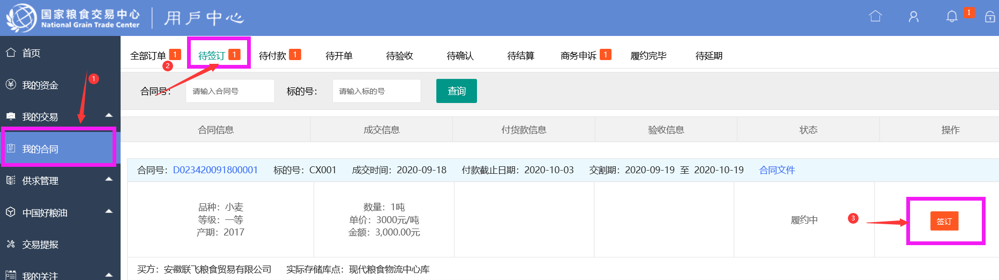 国家粮食交易中心
National Grain Trade Center
用户中心
1
首页
我的资金
我的交易
我的合同
供求管理
中国好粮油
交易提报
我的关注
1
全部订单 1 待签订 1 待付款 1 待开单 待验收 待确认 待结算 商务申诉 1 履约完毕 待延期
2
合同号： 请输入合同号 标的号： 请输入标的号 查询
合同信息 成交信息 付货款信息 验收信息 状态 操作
合同号：D023420091800001 标的号：CX001 成交时间：2020-09-18 付款截止日期：2020-10-03 交割期：2020-09-19 至 2020-10-19 合同文件
品种：小麦
等级：一等
产期：2017
数量：1吨
单价：3000元/吨
金额：3,000.00元
履约中
3
签订
买方：安徽联飞粮食贸易有限公司 实际存储库点：现代粮食物流中心库